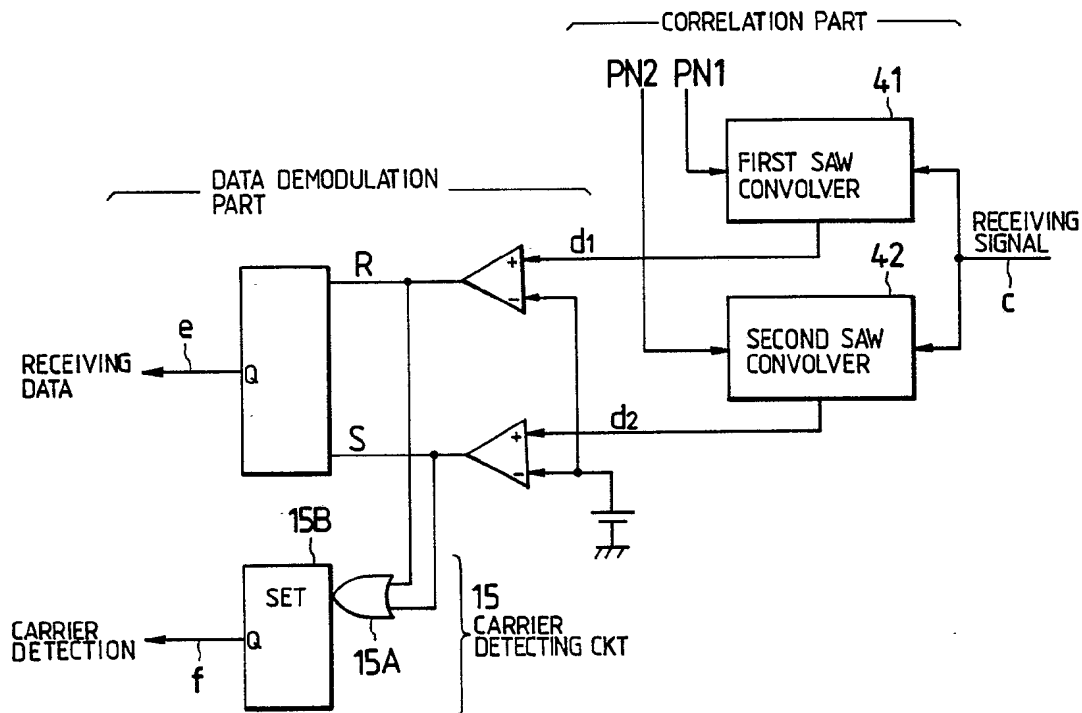 CORRELATION PART
PN2 PN1
41
FIRST SAW
CONVOLVER
DATA DEMODULATION
PART
RECEIVING
SIGNAL
c
d1
42
R
+
-
SECOND SAW
CONVOLVER
e
RECEIVING
DATA
Q
d2
S
+
-
15B
SET
15
CARRIER
DETECTING CKT
CARRIER
DETECTION
Q
15A
f